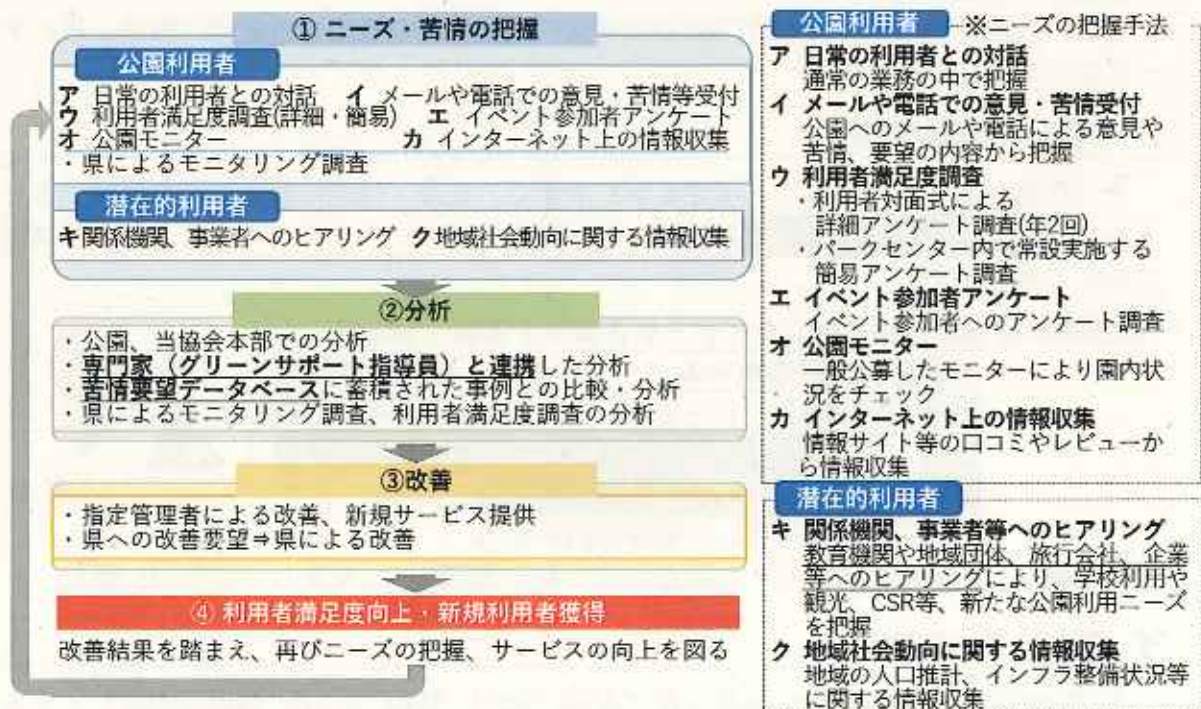 ① ニーズ・苦情の把握
公園利用者
ア 日常の利用者との対話 イ メールや電話での意見・苦情等受付
ウ 利用者満足度調査(詳細・簡易) エ イベント参加者アンケート
オ 公園モニター カ インターネット上の情報収集
・県によるモニタリング調査
潜在的利用者
キ関係機関、事業者へのヒアリング ク地域社会動向に関する情報収集
②分析
・公園、当協会本部での分析
・専門家（グリーンサポート指導員）と連携した分析
・苦情要望データベースに蓄積された事例との比較・分析
・県によるモニタリング調査、利用者満足度調査の分析
③改善
・指定管理者による改善、新規サービス提供
・県への改善要望⇒県による改善
④ 利用者満足度向上・新規利用者獲得
改善結果を踏まえ、再びニーズの把握、サービスの向上を図る
公園利用者 ※ニーズの把握手法
ア 日常の利用者との対話
通常の業務の中で把握
イ メールや電話での意見・苦情受付
公園へのメールや電話による意見や
苦情、要望の内容から把握
ウ 利用者満足度調査
・利用者対面式による
詳細アンケート調査(年2回)
・パークセンター内で常設実施する
簡易アンケート調査
エ イベント参加者アンケート
イベント参加者へのアンケート調査
オ 公園モニター
一般公募したモニターにより園内状
況をチェック
カ インターネット上の情報収集
情報サイト等の口コミやレビューか
ら情報収集
潜在的利用者
キ 関係機関、事業者等へのヒアリング
教育機関や地域団体、旅行会社、企業
等へのヒアリングにより、学校利用や
観光、CSR等、新たな公園利用ニーズ
を把握
ク 地域社会動向に関する情報収集
地域の人口推計、インフラ整備状況等
に関する情報収集